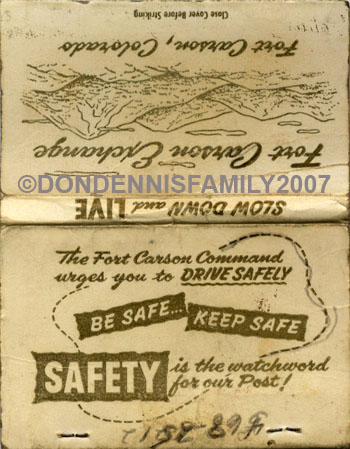 Close Cover Before Striking
Fort Carson, Colorado
Fort Carson Exchange
©DONDENNISFAMILY2007
SLOW DOWN and LIVE
The Fort Carson Command
urges you to DRIVE SAFELY
BE SAFE... KEEP SAFE
SAFETY is the watchword
for our Post!